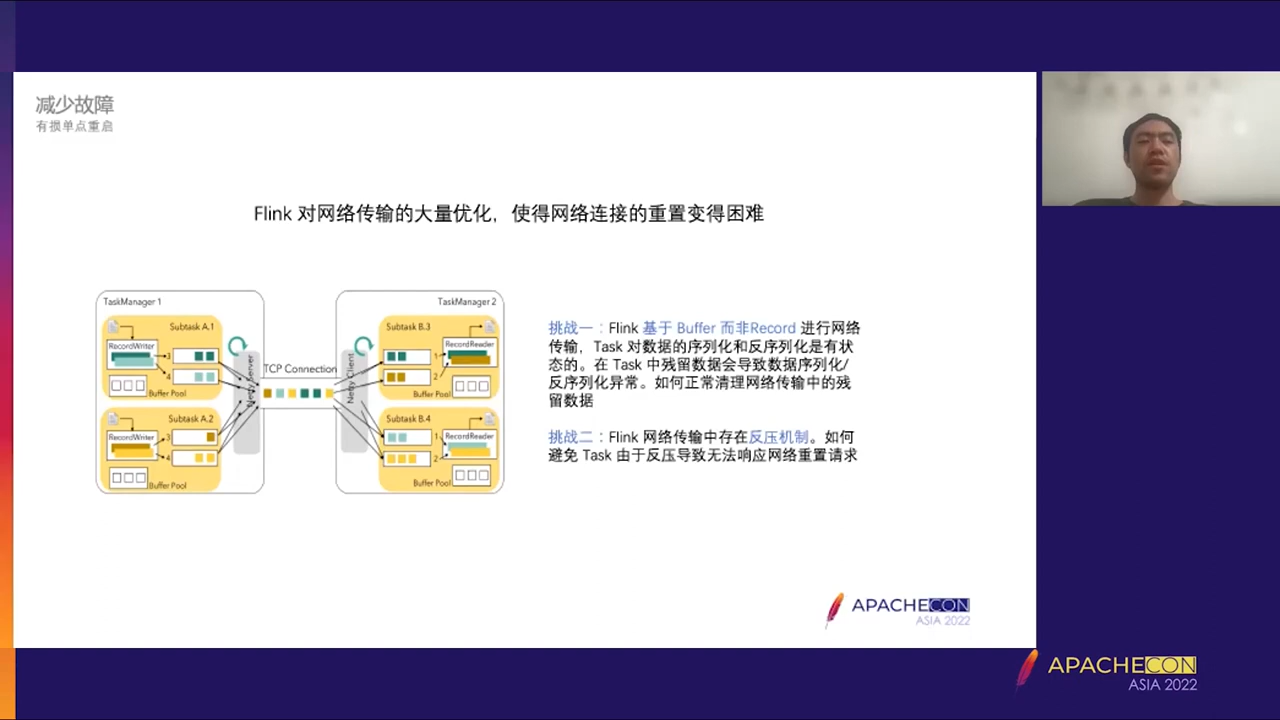 减少故障
有损单点重启
Flink 对网络传输的大量优化，使得网络连接的重置变得困难
TaskManager 1
Subtask A.1
RecordWriter
3
4
Buffer Pool
Subtask A.2
RecordWriter
3
4
Buffer Pool
Netty Server
TCP Connection
Netty Client
TaskManager 2
Subtask B.3
1
RecordReader
2
Buffer Pool
Subtask B.4
1
RecordReader
2
Buffer Pool
挑战一：Flink 基于 Buffer 而非Record 进行网络
传输，Task 对数据的序列化和反序列化是有状
态的。在 Task 中残留数据会导致数据序列化/
反序列化异常。如何正常清理网络传输中的残
留数据
挑战二：Flink 网络传输中存在反压机制。如何
避免 Task 由于反压导致无法响应网络重置请求
APACHECON
ASIA 2022
APACHECON
ASIA 2022